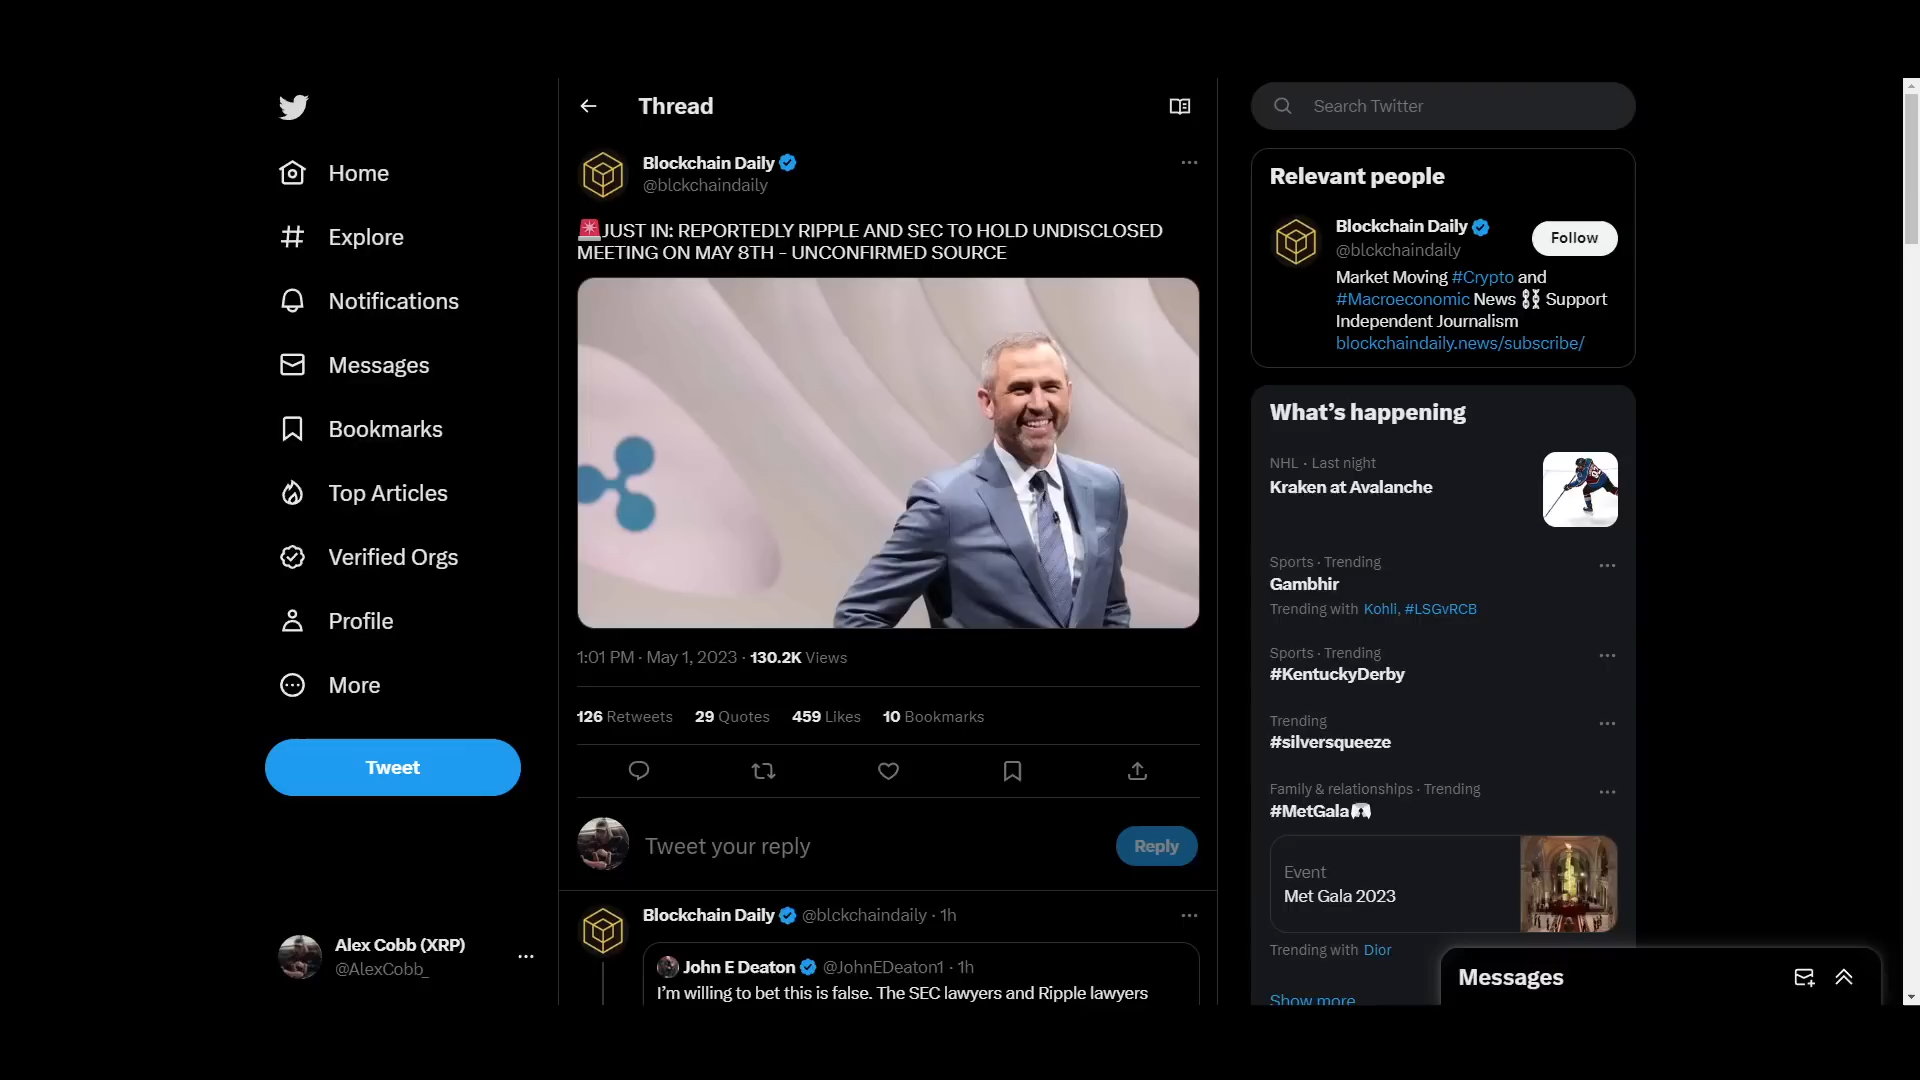 Home
Explore
Notifications
Messages
Bookmarks
Top Articles
Verified Orgs
Profile
More
Tweet
Alex Cobb (XRP)
@AlexCobb_
Thread
Blockchain Daily
@blckchaindaily
🚨JUST IN: REPORTEDLY RIPPLE AND SEC TO HOLD UNDISCLOSED
MEETING ON MAY 8TH - UNCONFIRMED SOURCE
1:01 PM · May 1, 2023 · 130.2K Views
126 Retweets 29 Quotes 459 Likes 10 Bookmarks
Tweet your reply
Reply
Blockchain Daily @blckchaindaily · 1h
John E Deaton @JohnEDeaton1 · 1h
I'm willing to bet this is false. The SEC lawyers and Ripple lawyers
Search Twitter
Relevant people
Blockchain Daily
@blckchaindaily
Follow
Market Moving #Crypto and
#Macroeconomic News ⛓ Support
Independent Journalism
blockchaindaily.news/subscribe/
What's happening
NHL · Last night
Kraken at Avalanche
Sports · Trending
Gambhir
Trending with Kohli, #LSGvRCB
Sports · Trending
#KentuckyDerby
Trending
#silversqueeze
Family & relationships · Trending
#MetGala
Event
Met Gala 2023
Trending with Dior
Show more
Messages